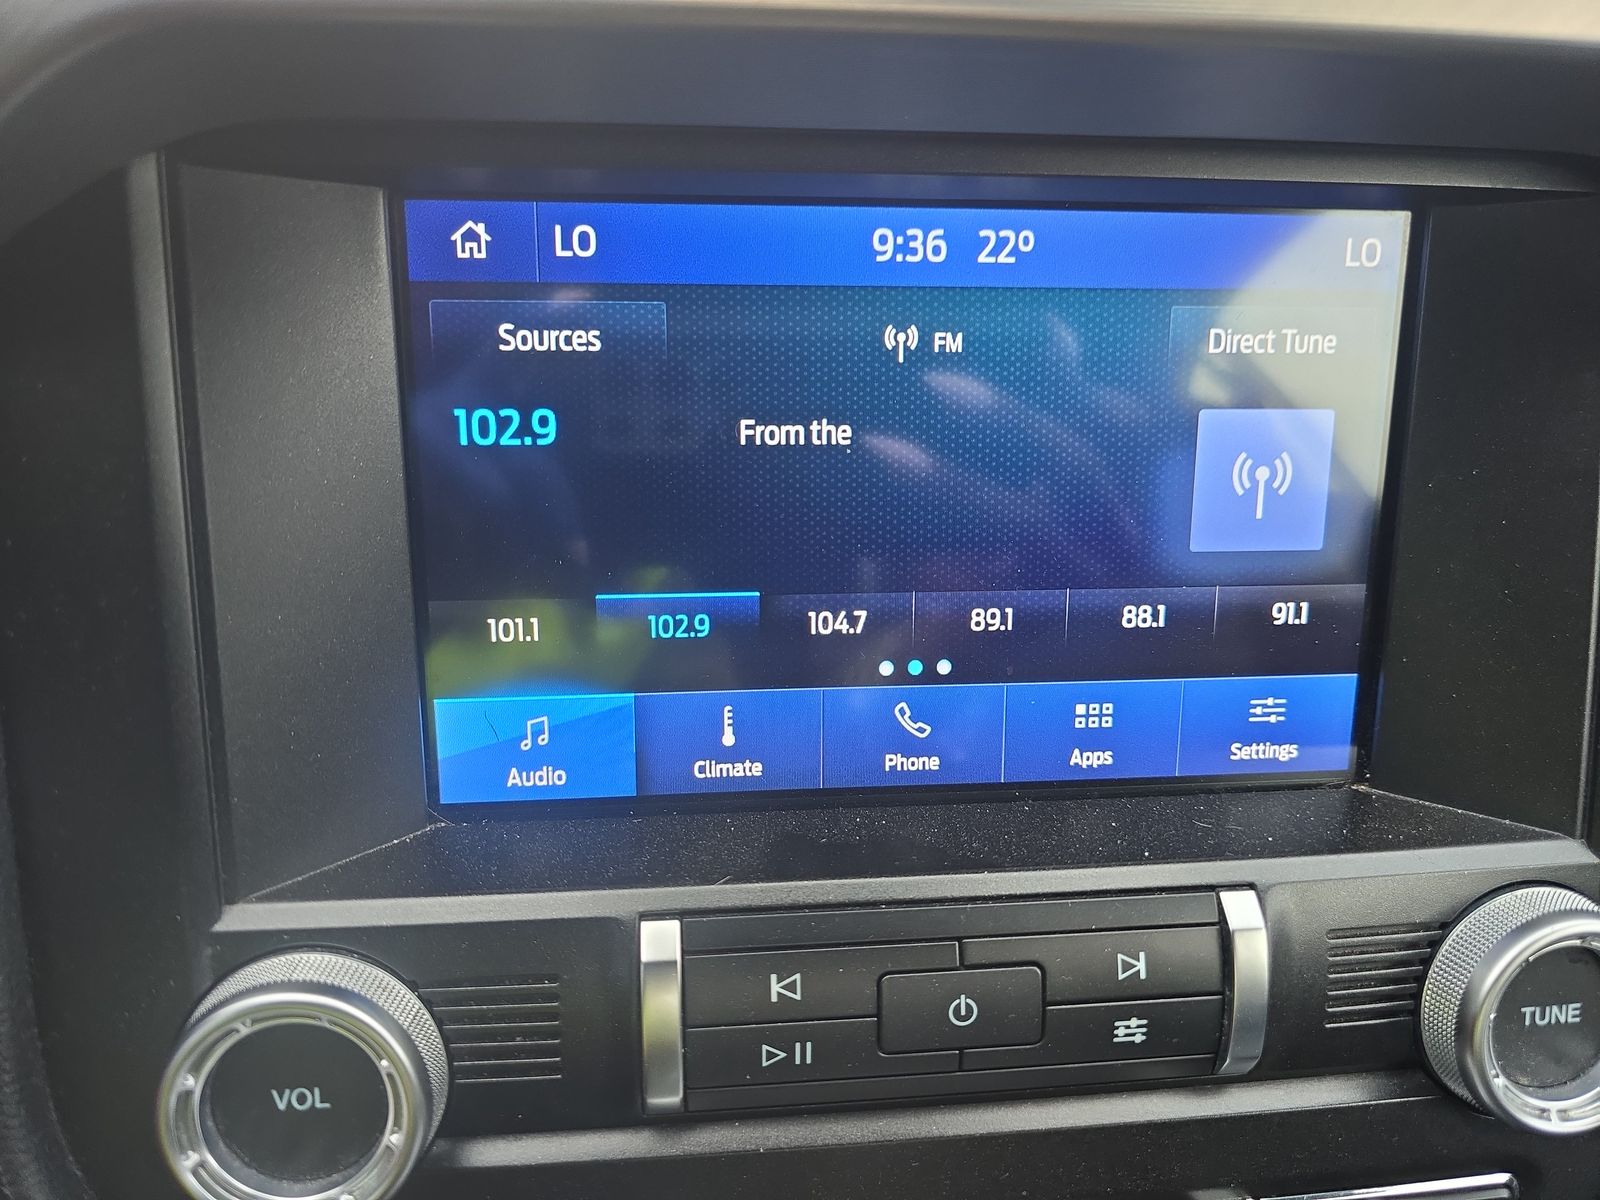 LO 9:36 22º LO
Sources FM Direct Tune
102.9 From the
101.1 102.9 104.7 89.1 88.1 91.1
Audio Climate Phone Apps Settings
VOL TUNE